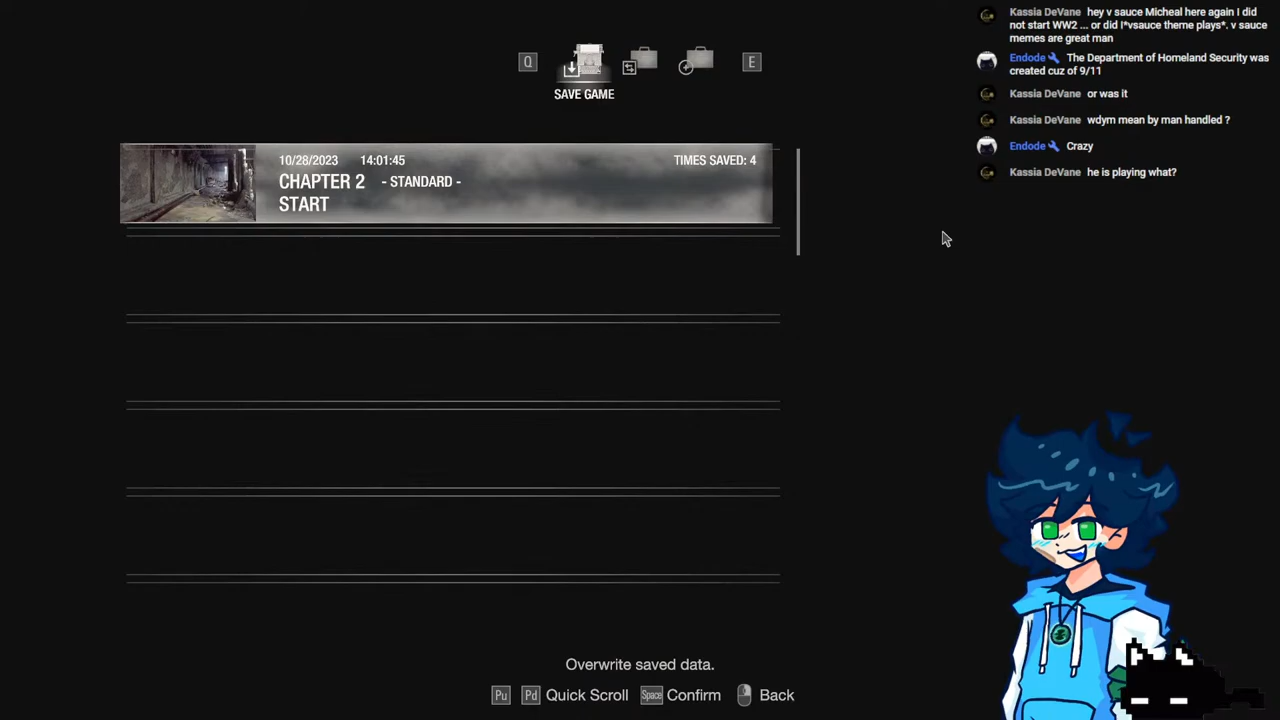 Q
E
SAVE GAME
10/28/2023 14:01:45 TIMES SAVED: 4
CHAPTER 2 - STANDARD -
START
Overwrite saved data.
Pu Pd Quick Scroll Space Confirm Back
Kassia DeVane hey v sauce Micheal here again I did
not start WW2 ... or did I*vsauce theme plays*. v sauce
memes are great man
Endode The Department of Homeland Security was
created cuz of 9/11
Kassia DeVane or was it
Kassia DeVane wdym mean by man handled ?
Endode Crazy
Kassia DeVane he is playing what?